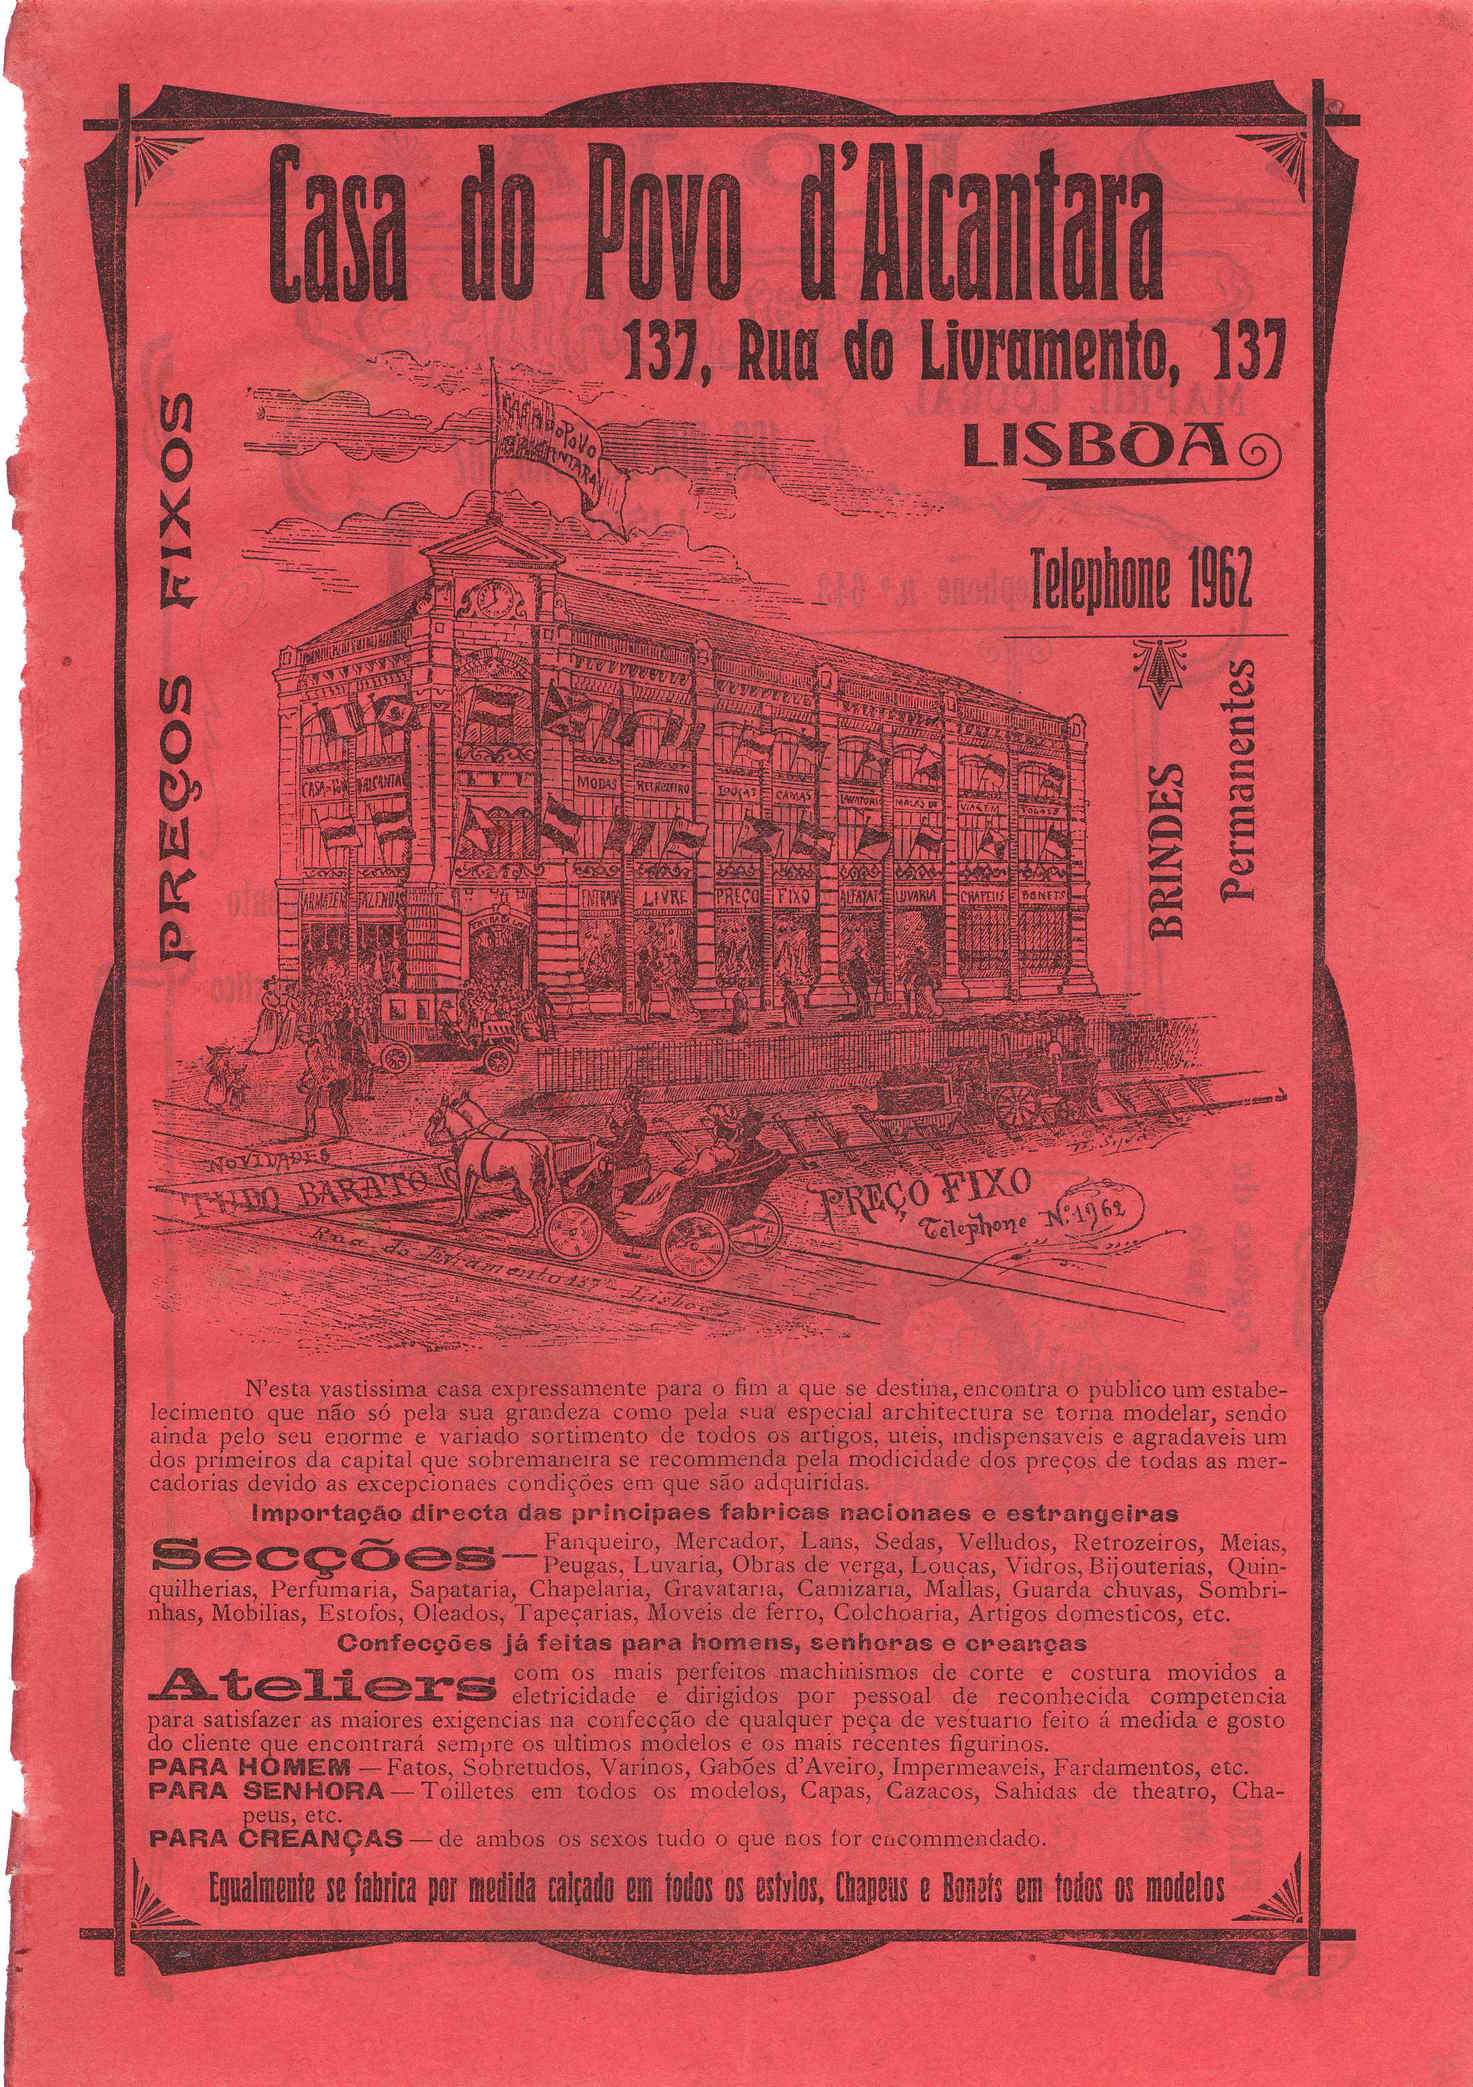 Casa do Povo d'Alcantara
137, Rua do Livramento, 137
LISBOA
Telephone 1962
PREÇOS FIXOS
BRINDES
Permanentes
CASA DO POVO
D'ALCANTARA
CASA DO POVO D'ALCANTARA
MODAS RETROZEIRO LOUÇAS CAMAS LAVATORIO MALAS DE VIAGEM
ARMAZEM FAZENDAS
ENTRADA LIVRE PREÇO FIXO ALFAYAT LUVARIA CHAPEUS BONETS
NOVIDADES
TUDO BARATO
Rua do Livramento 137 - Lisboa
PREÇO FIXO
Telephone N.º 1962
N'esta vastissima casa expressamente para o fim a que se destina, encontra o publico um estabe-
lecimento que não só pela sua grandeza como pela sua especial architectura se torna modelar, sendo
ainda pelo seu enorme e variado sortimento de todos os artigos, uteis, indispensaveis e agradaveis um
dos primeiros da capital que sobremaneira se recommenda pela modicidade dos preços de todas as mer-
cadorias devido as excepcionaes condições em que são adquiridas.
Importação directa das principaes fabricas nacionaes e estrangeiras
Secções — Fanqueiro, Mercador, Lans, Sedas, Velludos, Retrozeiros, Meias,
Peugas, Luvaria, Obras de verga, Louças, Vidros, Bijouterias, Quin-
quilherias, Perfumaria, Sapataria, Chapelaria, Gravataria, Camizaria, Mallas, Guarda chuvas, Sombri-
nhas, Mobilias, Estofos, Oleados, Tapeçarias, Moveis de ferro, Colchoaria, Artigos domesticos, etc.
Confecções já feitas para homens, senhoras e creanças
Ateliers com os mais perfeitos machinismos de corte e costura movidos a
eletricidade e dirigidos por pessoal de reconhecida competencia
para satisfazer as maiores exigencias na confecção de qualquer peça de vestuario feito á medida e gosto
do cliente que encontrará sempre os ultimos modelos e os mais recentes figurinos.
PARA HOMEM — Fatos, Sobretudos, Varinos, Gabões d'Aveiro, Impermeaveis, Fardamentos, etc.
PARA SENHORA — Toilletes em todos os modelos, Capas, Cazacos, Sahidas de theatro, Cha-
peus, etc.
PARA CREANÇAS — de ambos os sexos tudo o que nos for encommendado.
Egualmente se fabrica por medida calçado em todos os estylos, Chapeus e Bonets em todos os modelos